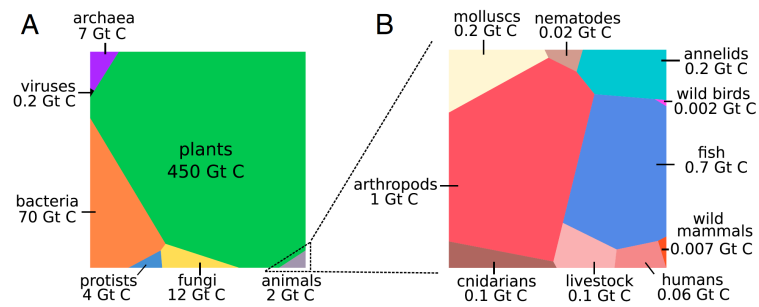 A
archaea
7 Gt C
viruses
0.2 Gt C
plants
450 Gt C
bacteria
70 Gt C
protists
4 Gt C
fungi
12 Gt C
animals
2 Gt C
B
molluscs
0.2 Gt C
nematodes
0.02 Gt C
annelids
0.2 Gt C
wild birds
0.002 Gt C
fish
0.7 Gt C
arthropods
1 Gt C
wild
mammals
0.007 Gt C
cnidarians
0.1 Gt C
livestock
0.1 Gt C
humans
0.06 Gt C